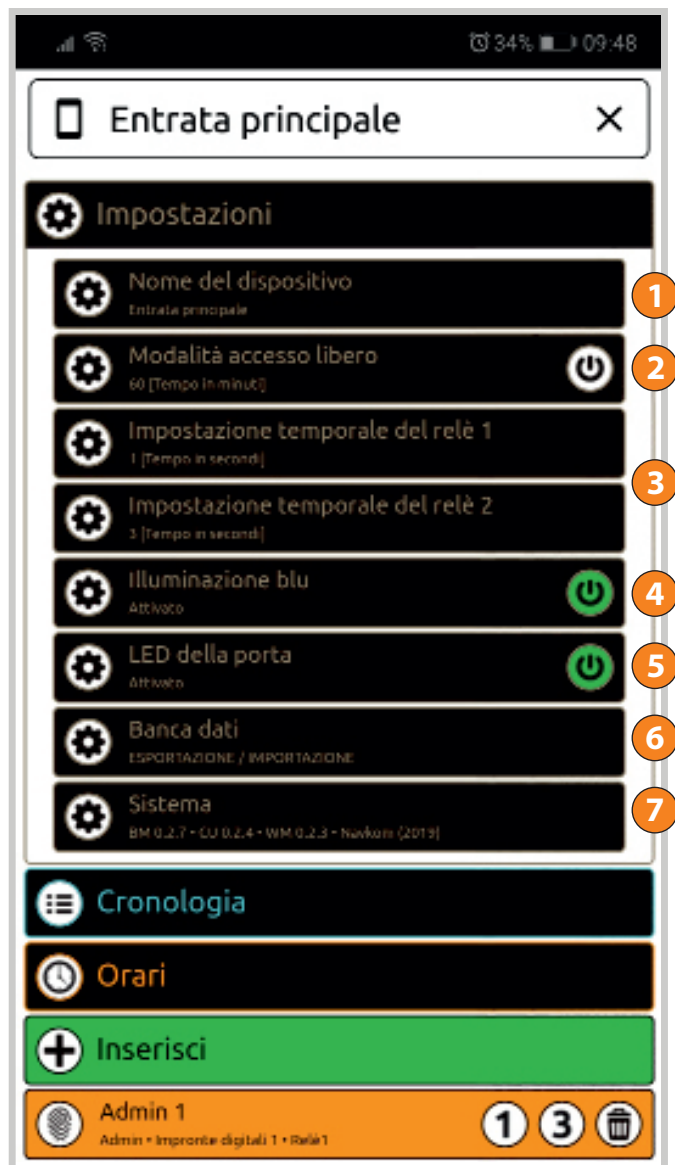 34% 09:48
Entrata principale
Impostazioni
Nome del dispositivo
Entrata principale
1
Modalità accesso libero
60 [Tempo in minuti]
2
Impostazione temporale del relè 1
1 [Tempo in secondi]
3
Impostazione temporale del relè 2
3 [Tempo in secondi]
Illuminazione blu
Attivato
4
LED della porta
Attivato
5
Banca dati
ESPORTAZIONE / IMPORTAZIONE
6
Sistema
BM 0.2.7 • CU 0.2.4 • WM 0.2.3 • Navkom (2019)
7
Cronologia
Orari
Inserisci
Admin 1
Admin • Impronte digitali 1 • Relè1
1 3